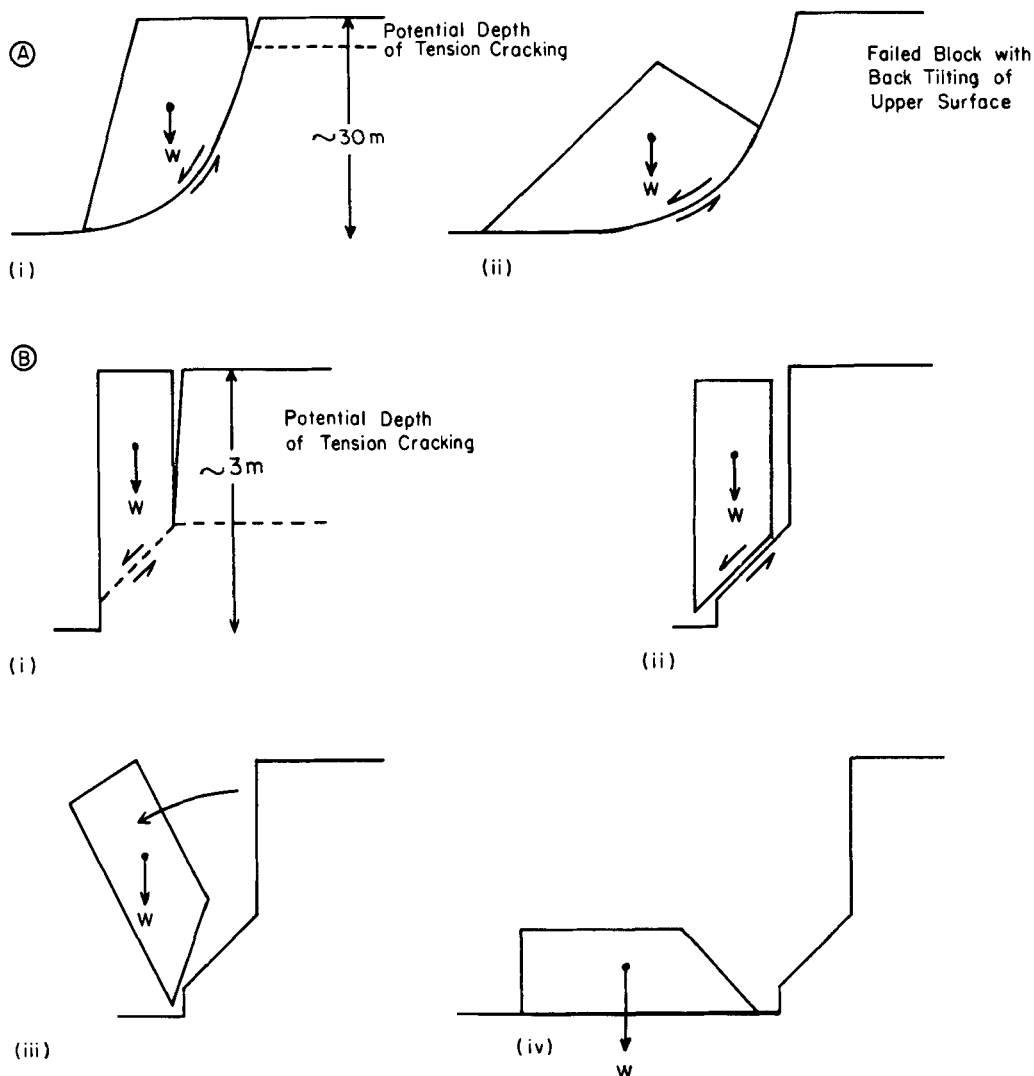 A
Potential Depth
of Tension Cracking
W
~30m
(i)
Failed Block with
Back Tilting of
Upper Surface
W
(ii)
B
Potential Depth
of Tension Cracking
W
~3m
(i)
W
(ii)
W
(iii)
W
(iv)